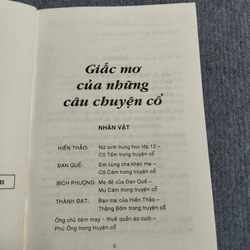 Giấc mơ
của những
câu chuyện cổ
NHÂN VẬT
HIỀN THẢO: Nữ sinh trung học lớp 12 –
Cô Tấm trong truyện cổ
ĐAN QUẾ: Em cùng cha khác mẹ –
Cô Cám trong truyện cổ
BÍCH PHƯỢNG: Mẹ đẻ của Đan Quế –
Mụ Cám trong truyện cổ
THÀNH ĐẠT: Bạn trai của Hiền Thảo –
Thằng Bờm trong truyện cổ
Ông chủ tiệm may - thuê quần áo cưới –
Phú Ông trong truyện cổ
5